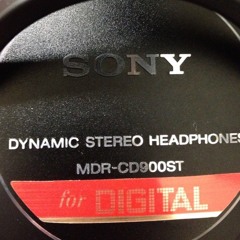 SONY
DYNAMIC STEREO HEADPHONES
MDR-CD900ST
for DIGITAL